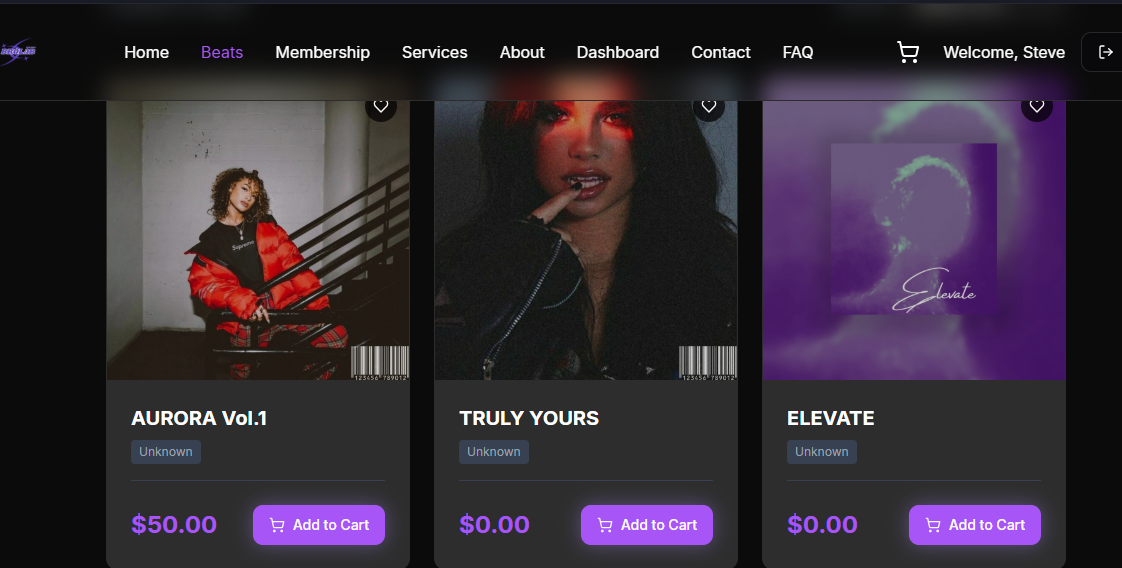 Home Beats Membership Services About Dashboard Contact FAQ Welcome, Steve
Supreme
Elevate
123456 789012
123456 789012
AURORA Vol.1 TRULY YOURS ELEVATE
Unknown Unknown Unknown
$50.00 Add to Cart $0.00 Add to Cart $0.00 Add to Cart